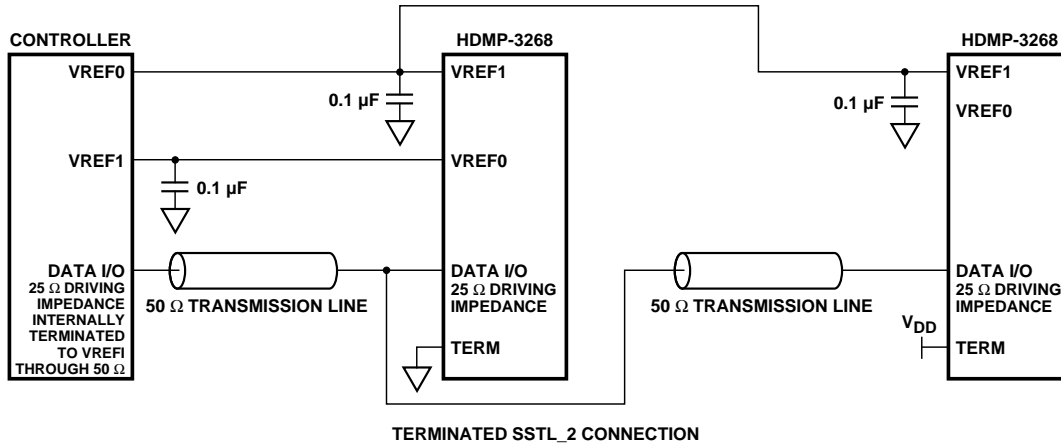 CONTROLLER
VREF0
VREF1
DATA I/O
25 Ω DRIVING
IMPEDANCE
INTERNALLY
TERMINATED
TO VREFI
THROUGH 50 Ω
0.1 µF
0.1 µF
50 Ω TRANSMISSION LINE
HDMP-3268
VREF1
VREF0
DATA I/O
25 Ω DRIVING
IMPEDANCE
TERM
50 Ω TRANSMISSION LINE
0.1 µF
VDD
HDMP-3268
VREF1
VREF0
DATA I/O
25 Ω DRIVING
IMPEDANCE
TERM
TERMINATED SSTL_2 CONNECTION